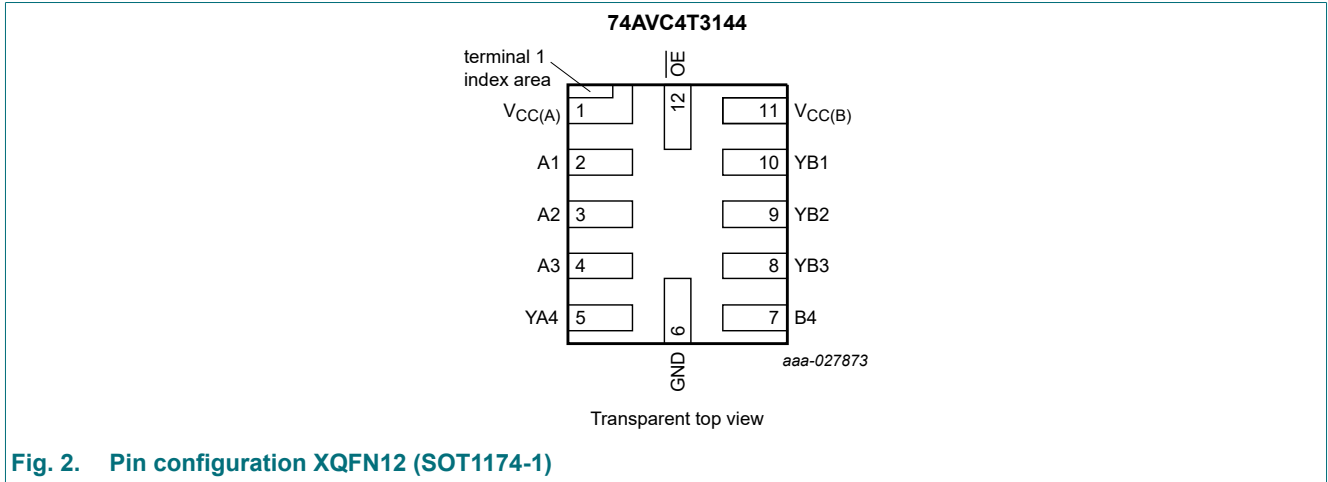 74AVC4T3144
terminal 1
index area
OE
VCC(A) 1 12 11 VCC(B)
A1 2 10 YB1
A2 3 9 YB2
A3 4 8 YB3
YA4 5 6 7 B4
GND
aaa-027873
Transparent top view
Fig. 2. Pin configuration XQFN12 (SOT1174-1)